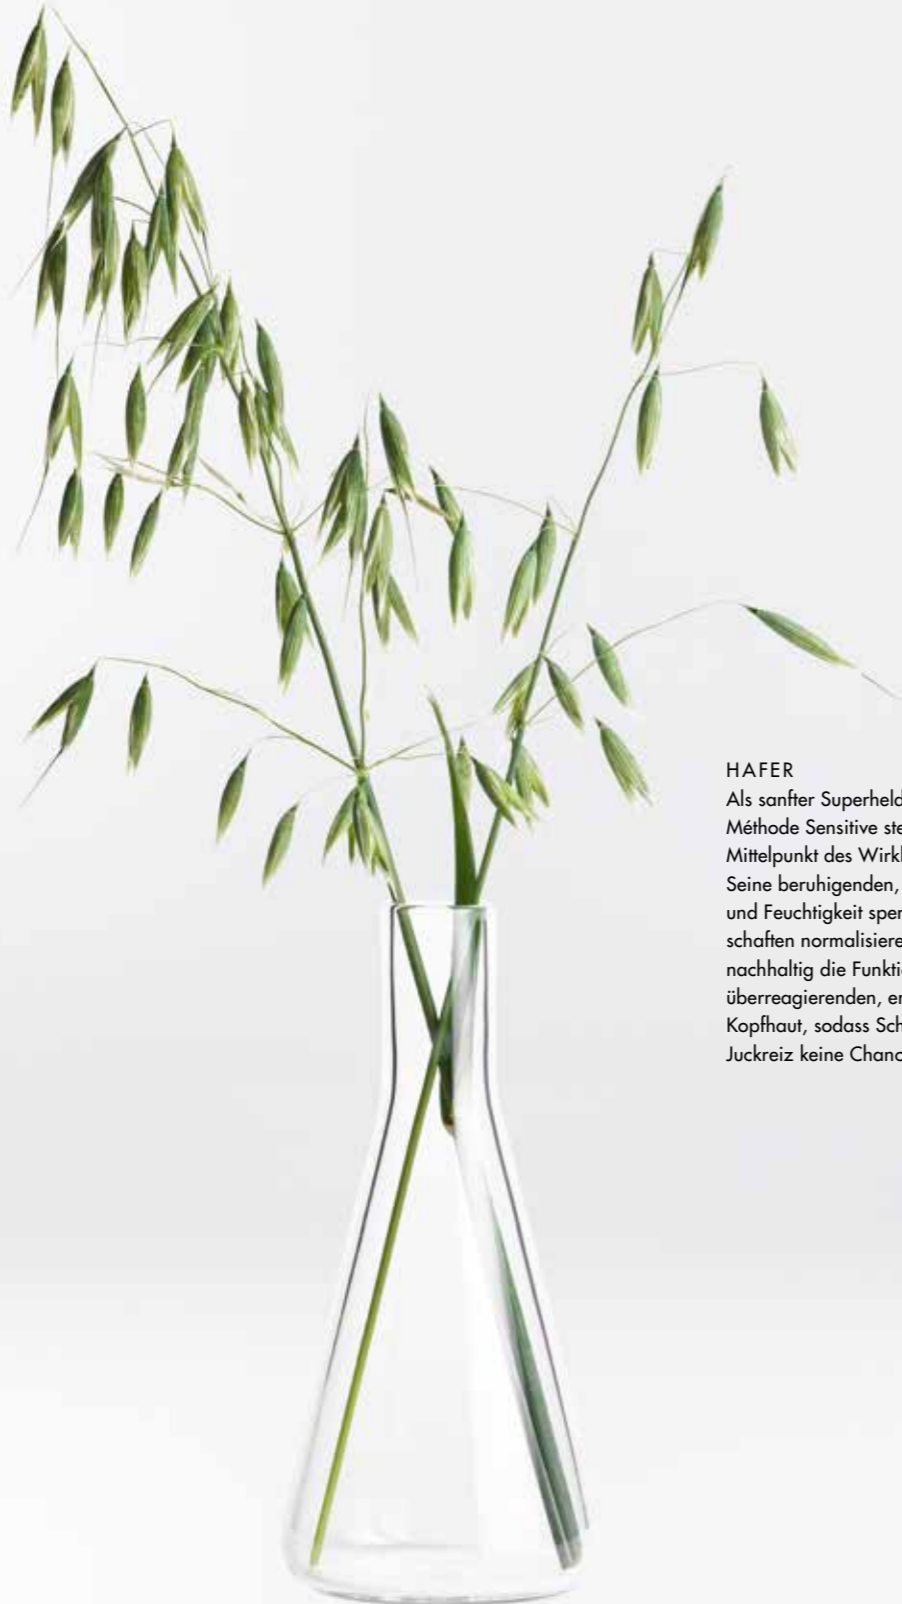 HAFER
Als sanfter Superheld
Méthode Sensitive ste
Mittelpunkt des Wirk
Seine beruhigenden,
und Feuchtigkeit spen
schaften normalisiere
nachhaltig die Funkti
überreagierenden, e
Kopfhaut, sodass Sch
Juckreiz keine Chanc